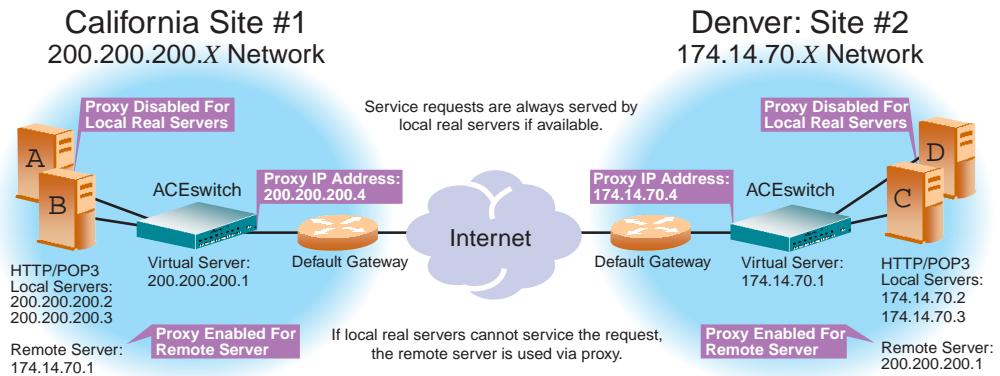 California Site #1
200.200.200.X Network
Denver: Site #2
174.14.70.X Network
Proxy Disabled For
Local Real Servers
Service requests are always served by
local real servers if available.
Proxy Disabled For
Local Real Servers
A
B
ACEswitch
Proxy IP Address:
200.200.200.4
Internet
Proxy IP Address:
174.14.70.4
ACEswitch
D
C
Virtual Server:
200.200.200.1
Default Gateway
Default Gateway
Virtual Server:
174.14.70.1
HTTP/POP3
Local Servers:
200.200.200.2
200.200.200.3
HTTP/POP3
Local Servers:
174.14.70.2
174.14.70.3
Remote Server:
174.14.70.1
Proxy Enabled For
Remote Server
If local real servers cannot service the request,
the remote server is used via proxy.
Proxy Enabled For
Remote Server
Remote Server:
200.200.200.1